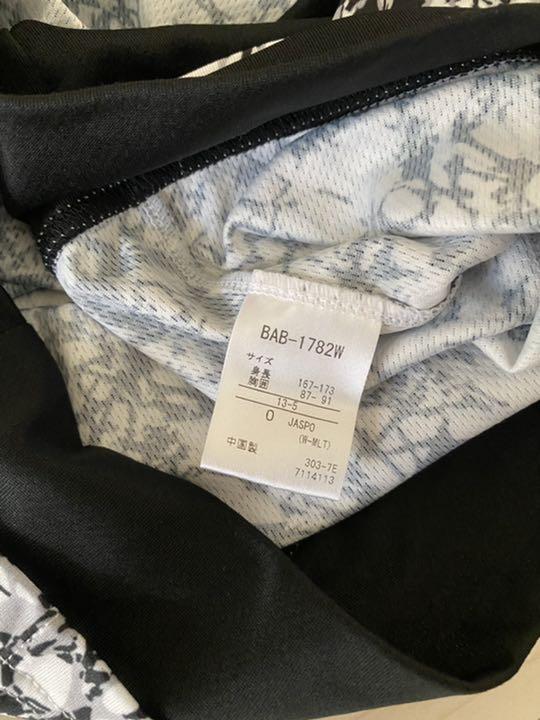 BAB-1782W
サイズ
身長 167-173
胸囲 87- 91
13-5
O JASPO
(W-MLT)
中国製
303-7E
7114113